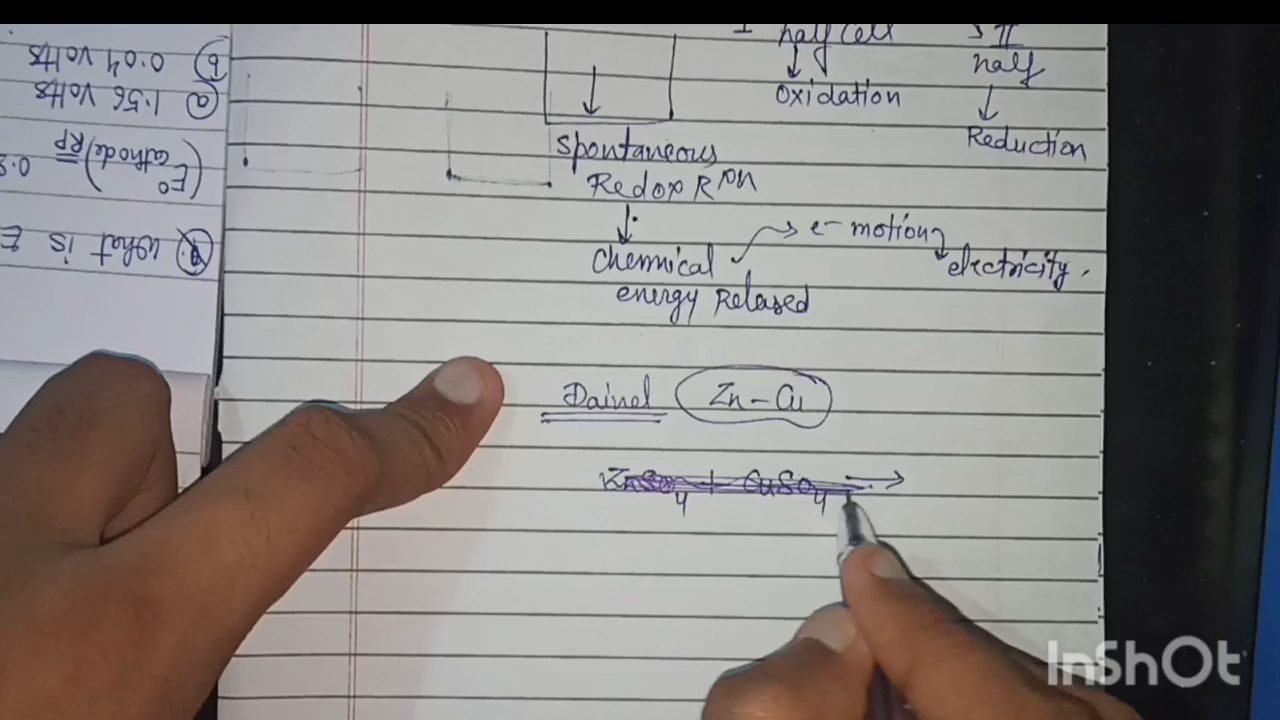 half cell
II
half
Oxidation
Reduction
Spontaneous
Redox Rxn
e- motion
electricity.
Chemical
energy Relased
Dainel Zn - Cu
ZnSO4 + CuSO4 →
Q. What is E
(E° cathode)RP =
a 1.56 Volts
b 0.04 Volts
InShOt